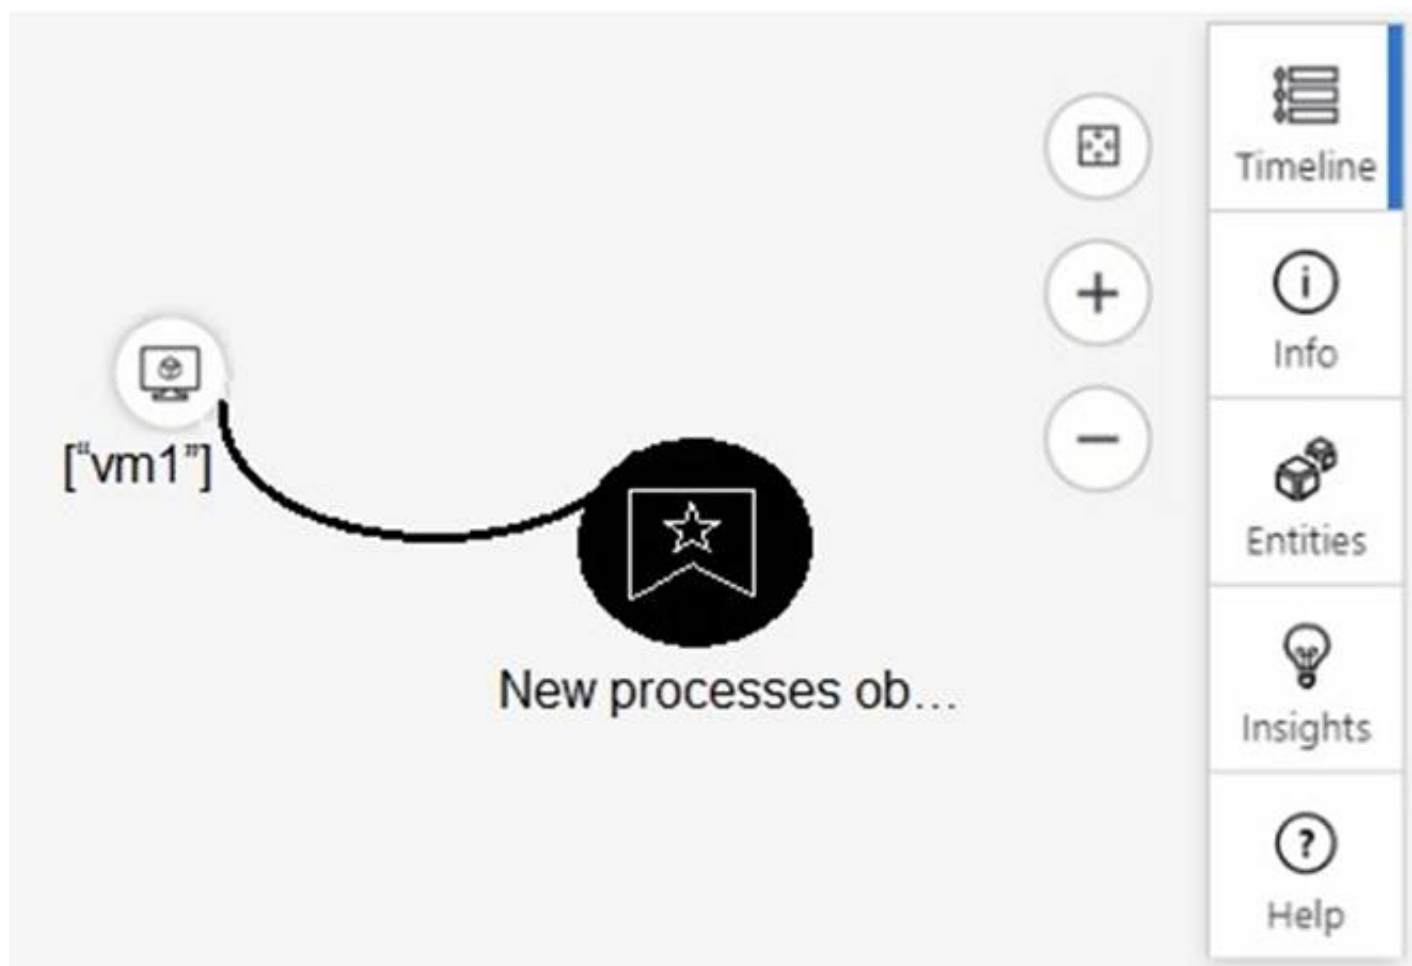 Timeline
Info
["vm1"]
Entities
New processes ob...
Insights
Help